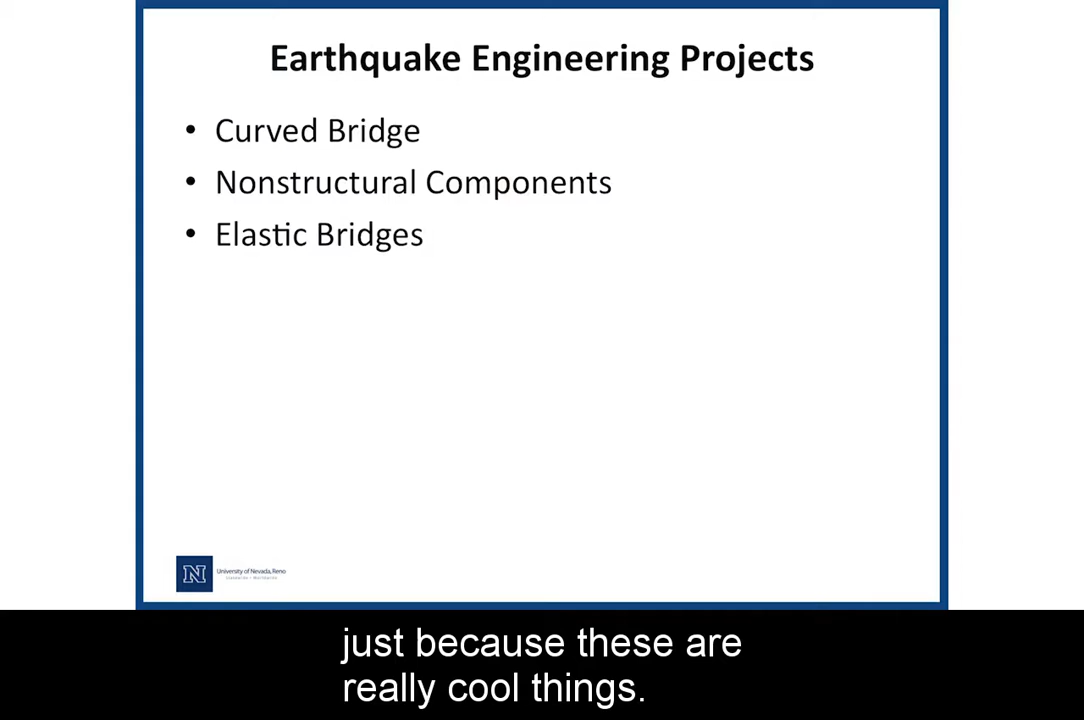 Earthquake Engineering Projects
• Curved Bridge
• Nonstructural Components
• Elastic Bridges
N
University of Nevada, Reno
just because these are
really cool things.